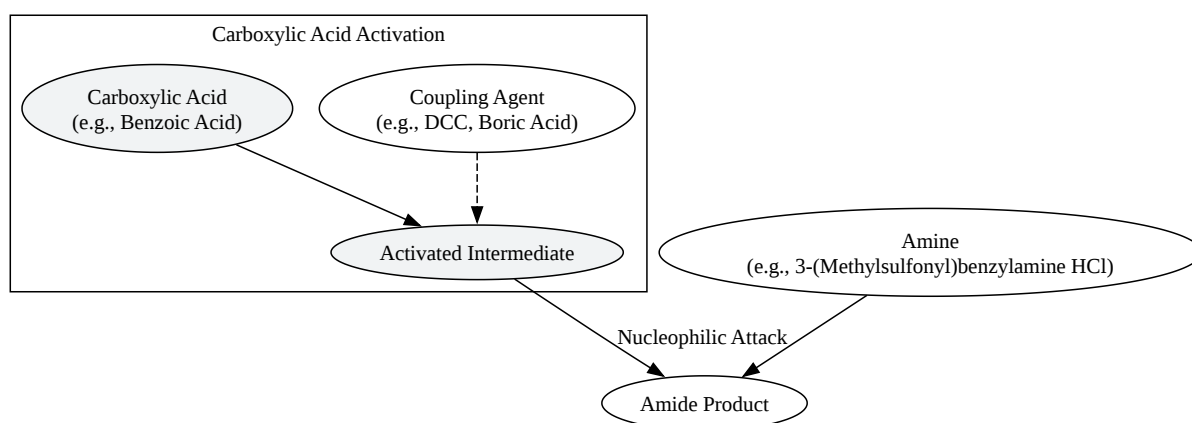 Carboxylic Acid Activation
Carboxylic Acid
(e.g., Benzoic Acid)
Coupling Agent
(e.g., DCC, Boric Acid)
Activated Intermediate
Amine
(e.g., 3-(Methylsulfonyl)benzylamine HCl)
Nucleophilic Attack
Amide Product